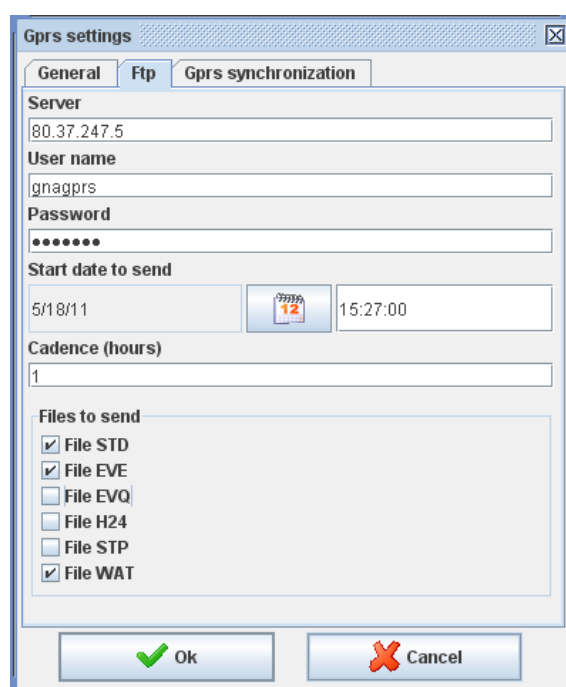 Gprs settings
General Ftp Gprs synchronization
Server
80.37.247.5
User name
gnagprs
Password
•••••••
Start date to send
5/18/11 12 15:27:00
Cadence (hours)
1
Files to send
File STD
File EVE
File EVQ
File H24
File STP
File WAT
Ok Cancel